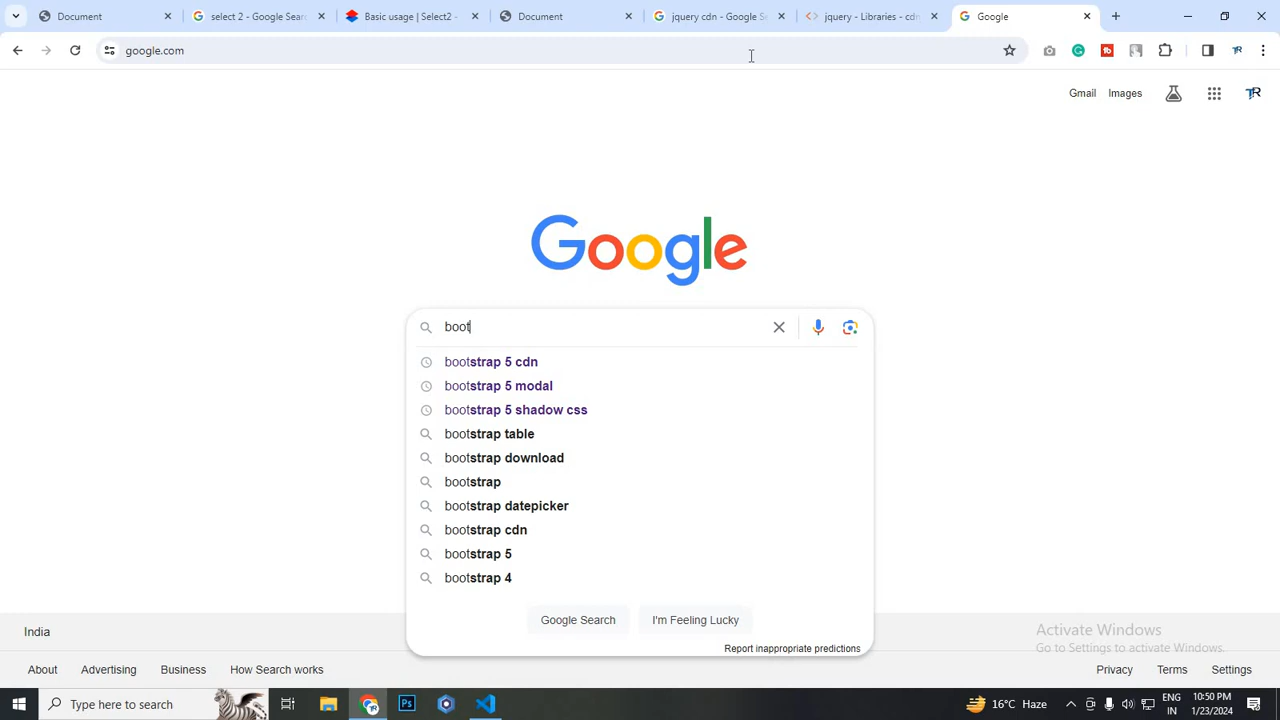 Document
select 2 - Google Sear
Basic usage | Select2 -
Document
jquery cdn - Google Se
jquery - Libraries - cdn
Google
google.com
Gmail
Images
Google
boot
bootstrap 5 cdn
bootstrap 5 modal
bootstrap 5 shadow css
bootstrap table
bootstrap download
bootstrap
bootstrap datepicker
bootstrap cdn
bootstrap 5
bootstrap 4
Google Search
I'm Feeling Lucky
Report inappropriate predictions
India
Activate Windows
Go to Settings to activate Windows.
About
Advertising
Business
How Search works
Privacy
Terms
Settings
Type here to search
Ps
16°C Haze
ENG
IN
10:50 PM
1/23/2024